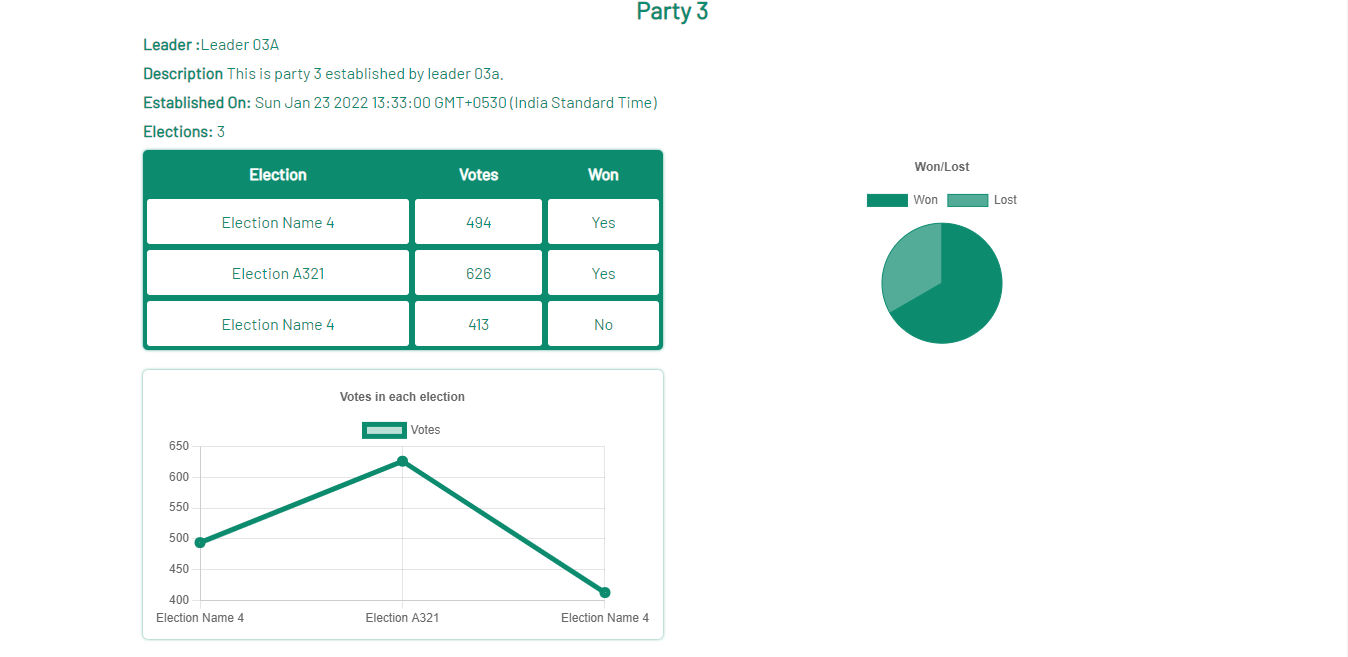 Party 3
Leader :Leader 03A
Description This is party 3 established by leader 03a.
Established On: Sun Jan 23 2022 13:33:00 GMT+0530 (India Standard Time)
Elections: 3
Election Votes Won
Election Name 4 494 Yes
Election A321 626 Yes
Election Name 4 413 No
Won/Lost
Won Lost
Votes in each election
Votes
650
600
550
500
450
400
Election Name 4 Election A321 Election Name 4